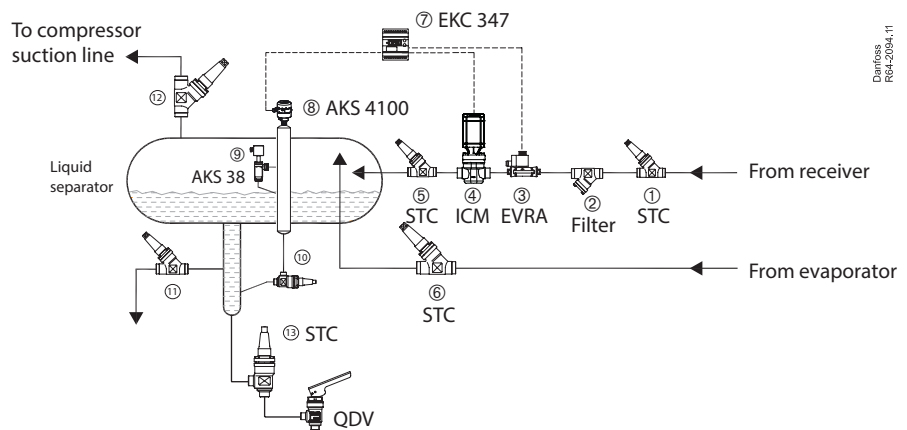 ⑦ EKC 347
To compressor
suction line
Danfoss
R64-2094.11
⑫
⑧ AKS 4100
⑨
Liquid
separator
AKS 38
From receiver
⑤
STC
④
ICM
③
EVRA
②
Filter
①
STC
⑩
⑪
⑥
STC
From evaporator
⑬ STC
QDV